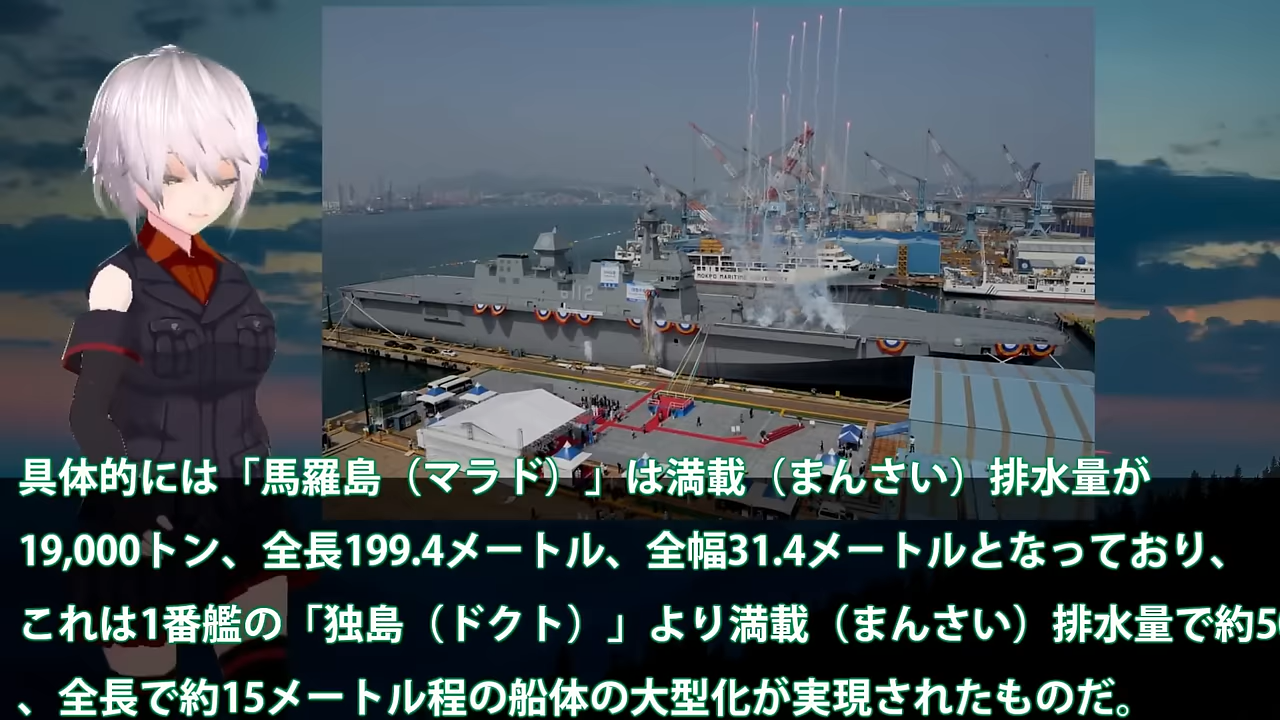 112
MOKPO MARITIME
具体的には「馬羅島（マラド）」は満載（まんさい）排水量が
19,000トン、全長199.4メートル、全幅31.4メートルとなっており、
これは1番艦の「独島（ドクト）」より満載（まんさい）排水量で約50
、全長で約15メートル程の船体の大型化が実現されたものだ。